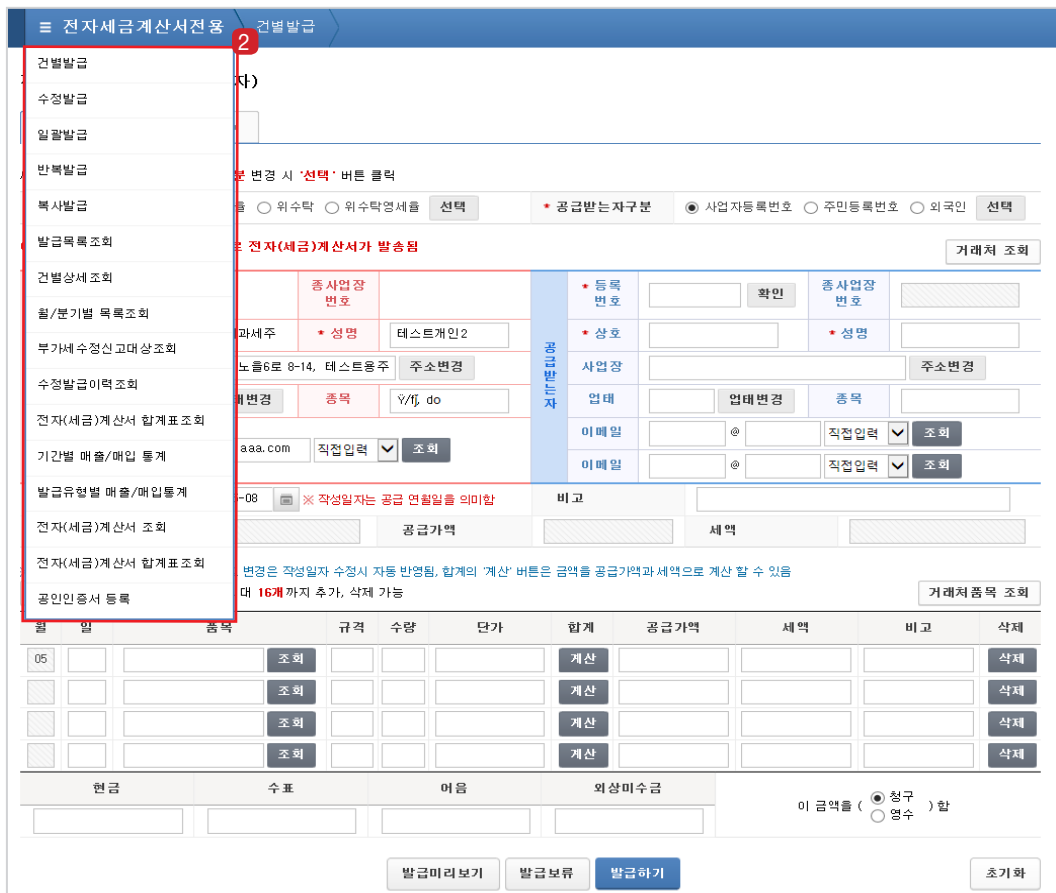 ≡ 전자세금계산서전용 건별발급
2
건별발급
자)
수정발급
일괄발급
반복발급
분 변경 시 '선택' 버튼 클릭
복사발급
율 위수탁 위수탁영세율 선택 * 공급받는자구분 사업자등록번호 주민등록번호 외국인 선택
발급목록조회
로 전자(세금)계산서가 발송됨 거래처 조회
건별상세조회
종사업장 번호 * 등록 번호 확인 종사업장 번호
월/분기별 목록조회
과세주 * 성명 테스트개인2 공급받는자 * 상호 * 성명
부가세수정신고대상조회
노을6로 8-14, 테스트용주 주소변경 사업장 주소변경
수정발급이력조회
변경 종목 do 업태 업태변경 종목
전자(세금)계산서 합계표조회
이메일 @ 직접입력 조회
aaa.com 직접입력 조회
기간별 매출/매입 통계
이메일 @ 직접입력 조회
발급유형별 매출/매입통계
-08 ※ 작성일자는 공급 연월일을 의미함 비고
전자(세금)계산서 조회
공급가액 세액
전자(세금)계산서 합계표조회
변경은 작성일자 수정시 자동 반영됨, 합계의 '계산' 버튼은 금액을 공급가액과 세액으로 계산 할 수 있음
공인인증서 등록
대 16개까지 추가, 삭제 가능 거래처품목 조회
월 일 품목 규격 수량 단가 합계 공급가액 세액 비고 삭제
05 조회 계산 삭제
조회 계산 삭제
조회 계산 삭제
조회 계산 삭제
현금 수표 어음 외상미수금
이 금액을 ( 청구 ) 함
영수
발급미리보기 발급보류 발급하기 초기화